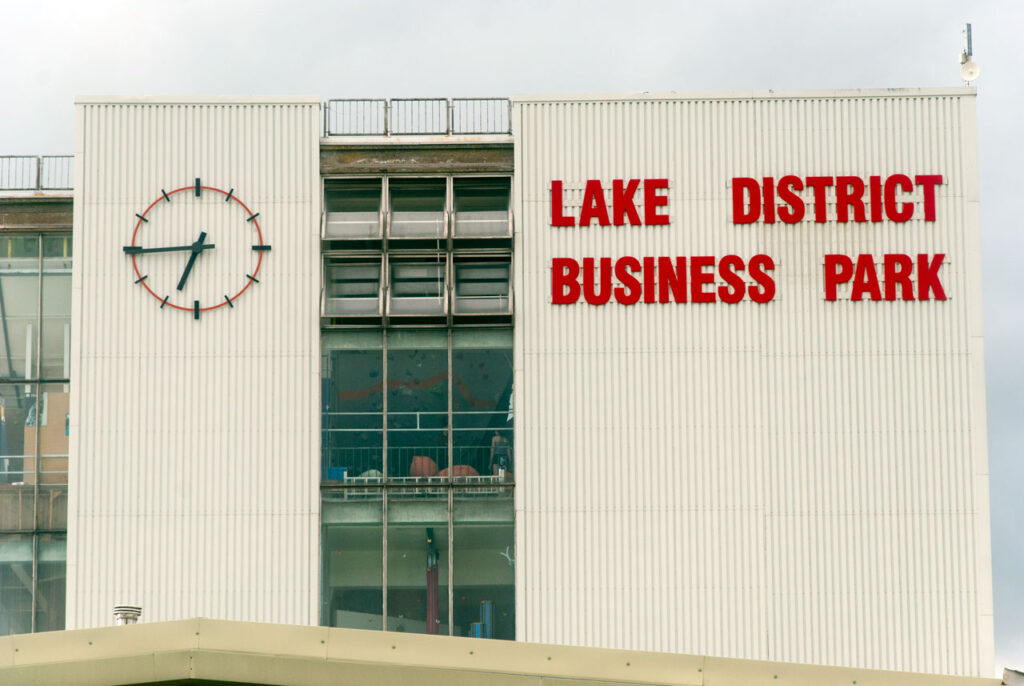 LAKE DISTRICT
BUSINESS PARK